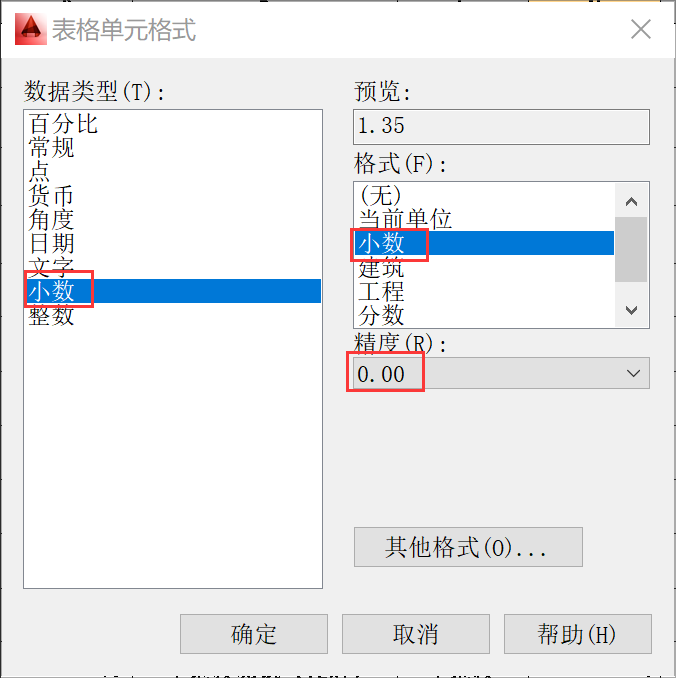 表格单元格式
数据类型(T):
百分比
常规
点
货币
角度
日期
文字
小数
整数
预览:
1.35
格式(F):
(无)
当前单位
小数
建筑
工程
分数
精度(R):
0.00
其他格式(O)...
确定
取消
帮助(H)